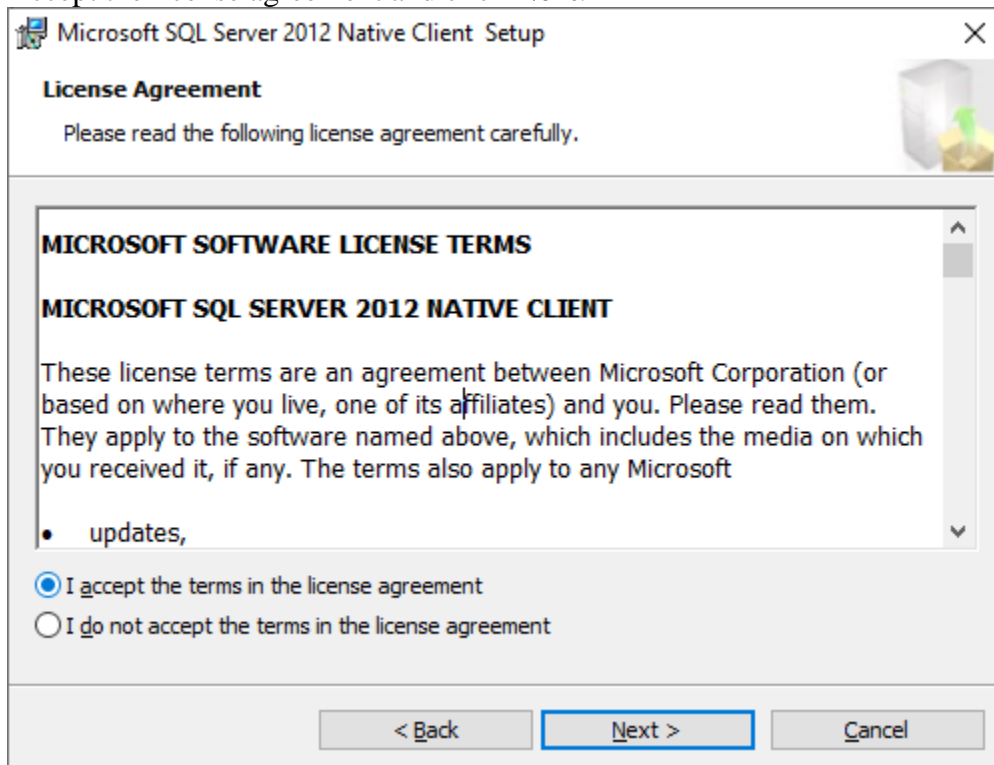 Microsoft SQL Server 2012 Native Client Setup
License Agreement
Please read the following license agreement carefully.
MICROSOFT SOFTWARE LICENSE TERMS
MICROSOFT SQL SERVER 2012 NATIVE CLIENT
These license terms are an agreement between Microsoft Corporation (or
based on where you live, one of its affiliates) and you. Please read them.
They apply to the software named above, which includes the media on which
you received it, if any. The terms also apply to any Microsoft
• updates,
I accept the terms in the license agreement
I do not accept the terms in the license agreement
< Back Next > Cancel